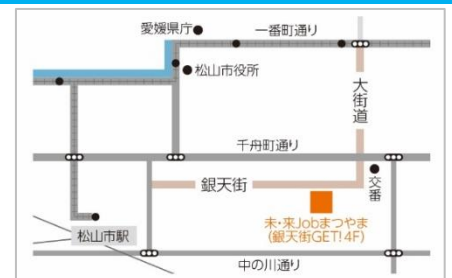 愛媛県庁
一番町通り
松山市役所
大街道
千舟町通り
銀天街
交番
未・来Jobまつやま
(銀天街GET!4F)
松山市駅
中の川通り